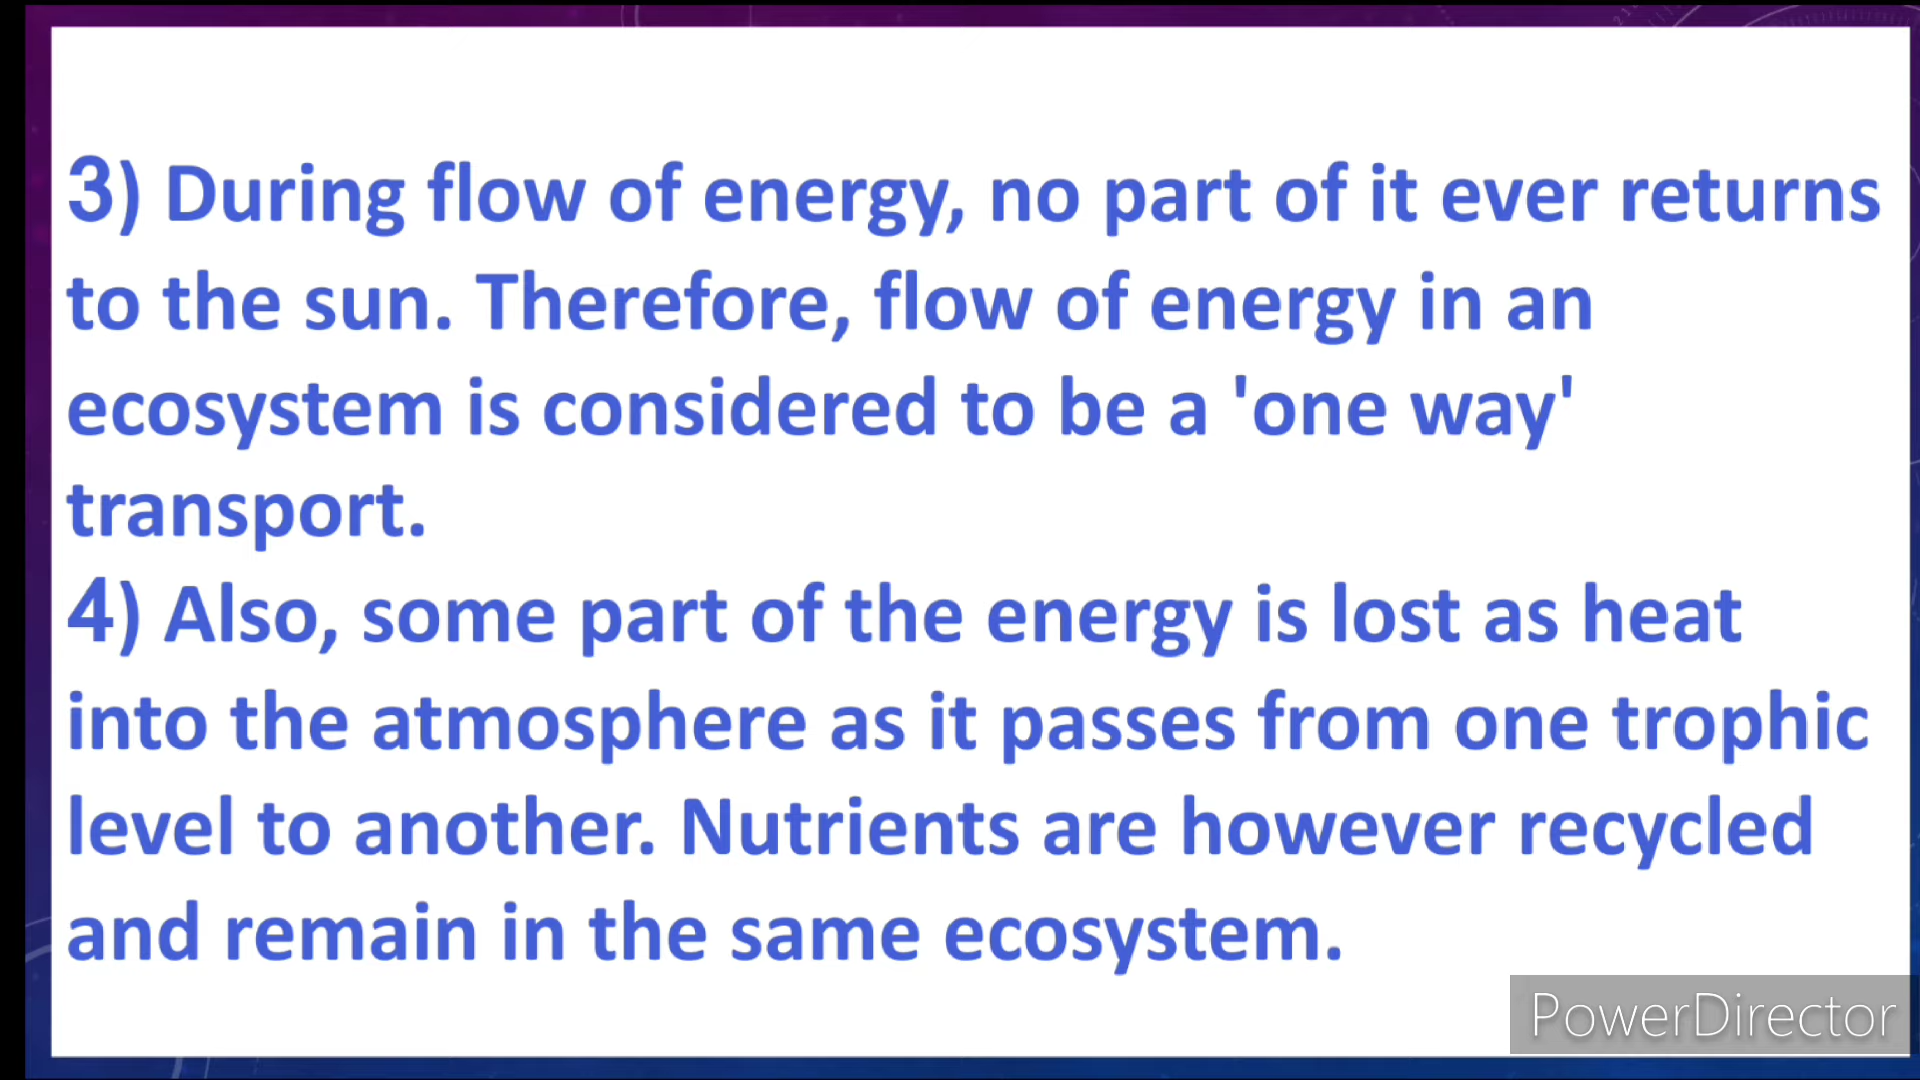 3) During flow of energy, no part of it ever returns
to the sun. Therefore, flow of energy in an
ecosystem is considered to be a 'one way'
transport.
4) Also, some part of the energy is lost as heat
into the atmosphere as it passes from one trophic
level to another. Nutrients are however recycled
and remain in the same ecosystem.
PowerDirector